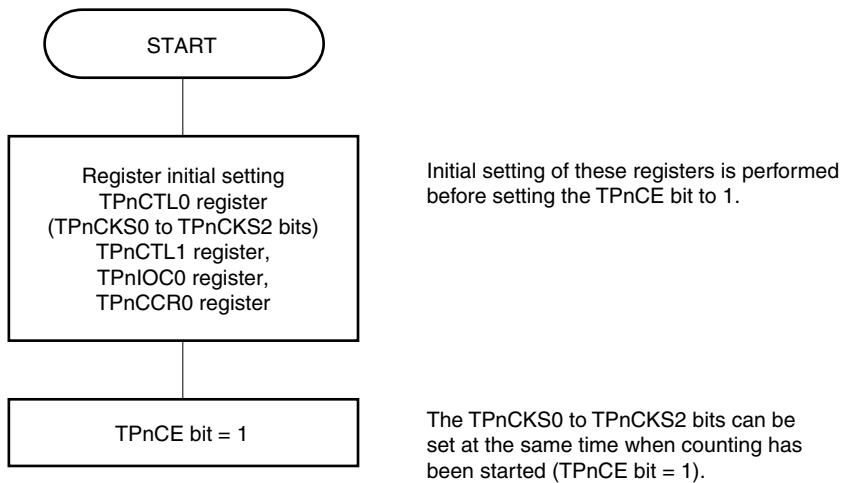 START
Register initial setting
TPnCTL0 register
(TPnCKS0 to TPnCKS2 bits)
TPnCTL1 register,
TPnIOC0 register,
TPnCCR0 register
Initial setting of these registers is performed
before setting the TPnCE bit to 1.
TPnCE bit = 1
The TPnCKS0 to TPnCKS2 bits can be
set at the same time when counting has
been started (TPnCE bit = 1).